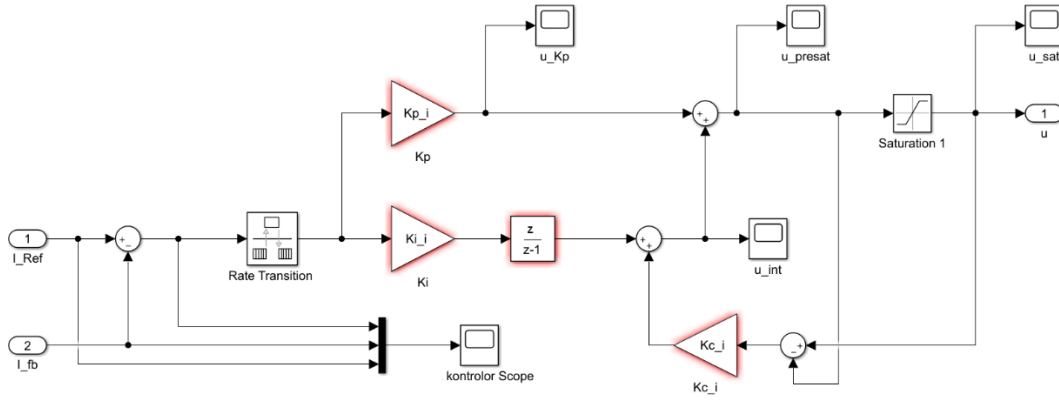 u_Kp
u_presat
u_sat
Kp_i
Kp
+
+
Saturation 1
1
u
1
I_Ref
+
−
Rate Transition
Ki_i
Ki
z
z-1
+
+
u_int
2
I_fb
kontrolor Scope
Kc_i
Kc_i
+
−